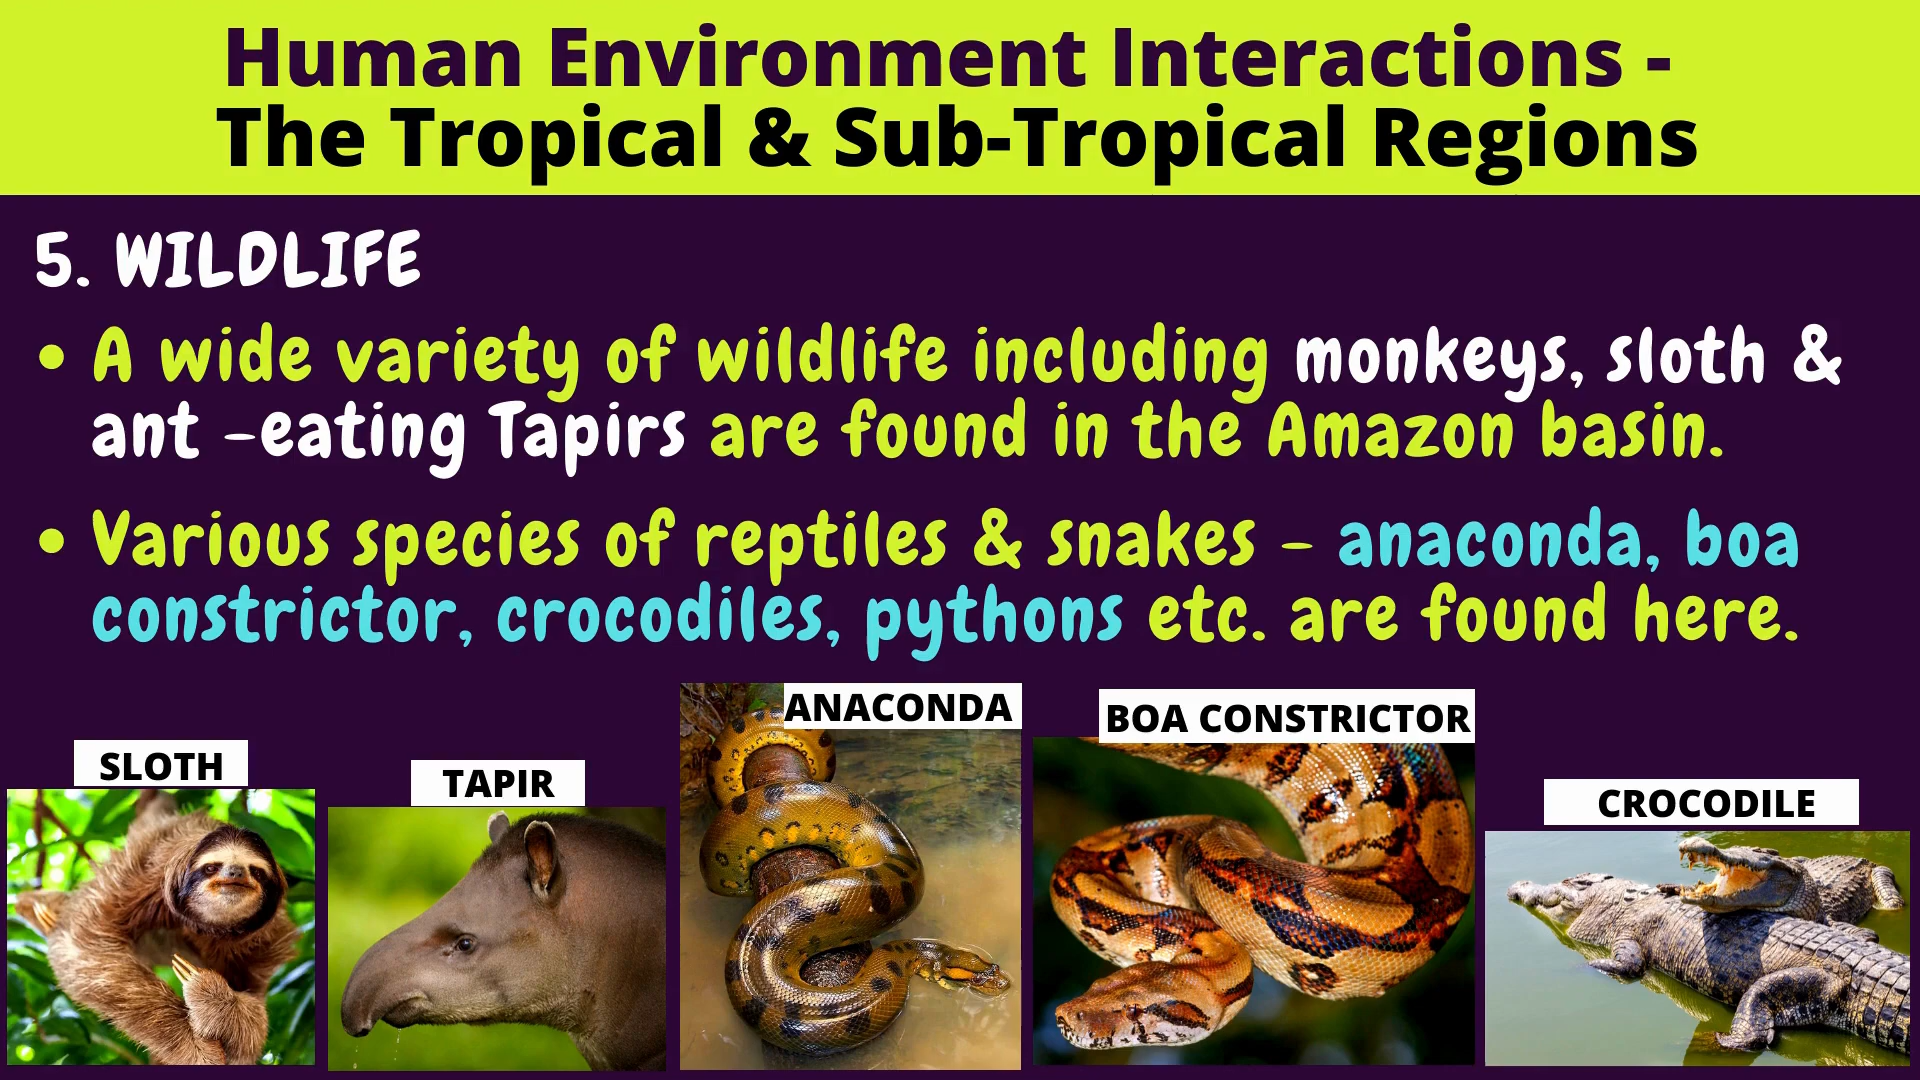 Human Environment Interactions -
The Tropical & Sub-Tropical Regions
5. WILDLIFE
• A wide variety of wildlife including monkeys, sloth &
ant -eating Tapirs are found in the Amazon basin.
• Various species of reptiles & snakes - anaconda, boa
constrictor, crocodiles, pythons etc. are found here.
SLOTH
TAPIR
ANACONDA
BOA CONSTRICTOR
CROCODILE